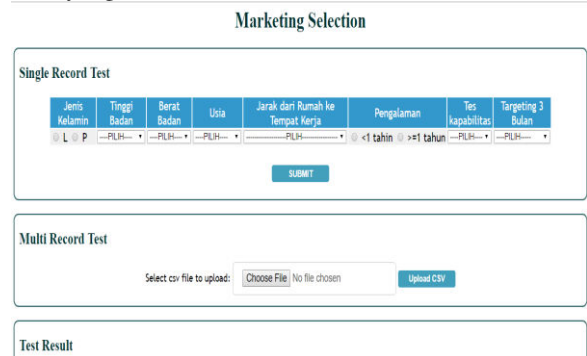 Marketing Selection
Single Record Test
Jenis Kelamin Tinggi Badan Berat Badan Usia Jarak dari Rumah ke Tempat Kerja Pengalaman Tes kapabilitas Targeting 3 Bulan
L P ---PILIH--- ---PILIH--- ---PILIH--- ---PILIH--- <1 tahin >=1 tahun ---PILIH--- ---PILIH---
SUBMIT
Multi Record Test
Select csv file to upload: Choose File No file chosen Upload CSV
Test Result